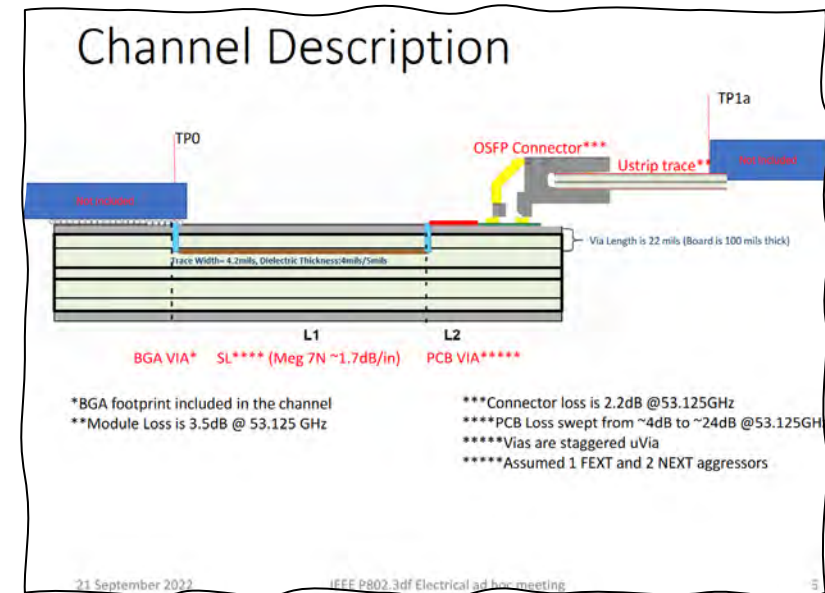 Channel Description
TP1a
TP0
OSFP Connector***
Ustrip trace**
Not included
Not included
Via Length is 22 mils (Board is 100 mils thick)
Trace Width= 4.2mils, Dielectric Thickness:4mils/5mils
L1 L2
BGA VIA* SL**** (Meg 7N ~1.7dB/in) PCB VIA*****
*BGA footprint included in the channel
**Module Loss is 3.5dB @ 53.125 GHz
***Connector loss is 2.2dB @53.125GHz
****PCB Loss swept from ~4dB to ~24dB @53.125GH
*****Vias are staggered uVia
*****Assumed 1 FEXT and 2 NEXT aggressors
21 September 2022 IEEE P802.3df Electrical ad hoc meeting 5